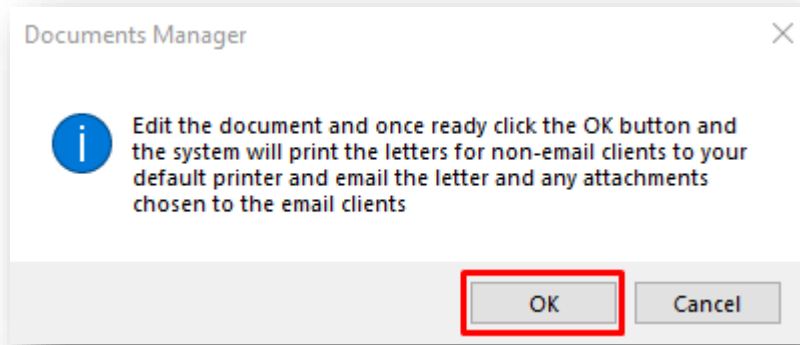 Documents Manager
Edit the document and once ready click the OK button and
the system will print the letters for non-email clients to your
default printer and email the letter and any attachments
chosen to the email clients
OK
Cancel